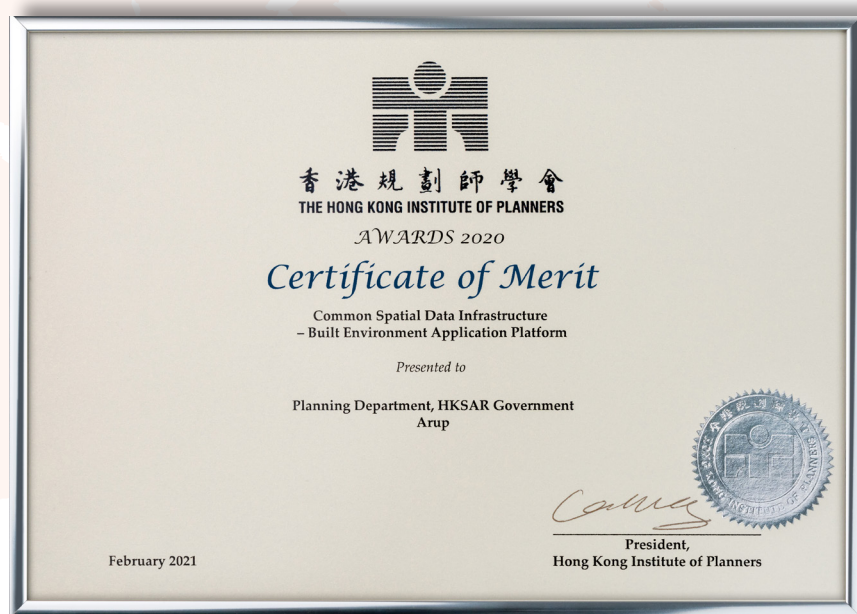 香港規劃師學會
THE HONG KONG INSTITUTE OF PLANNERS
AWARDS 2020
Certificate of Merit
Common Spatial Data Infrastructure
– Built Environment Application Platform
Presented to
Planning Department, HKSAR Government
Arup
February 2021
President,
Hong Kong Institute of Planners